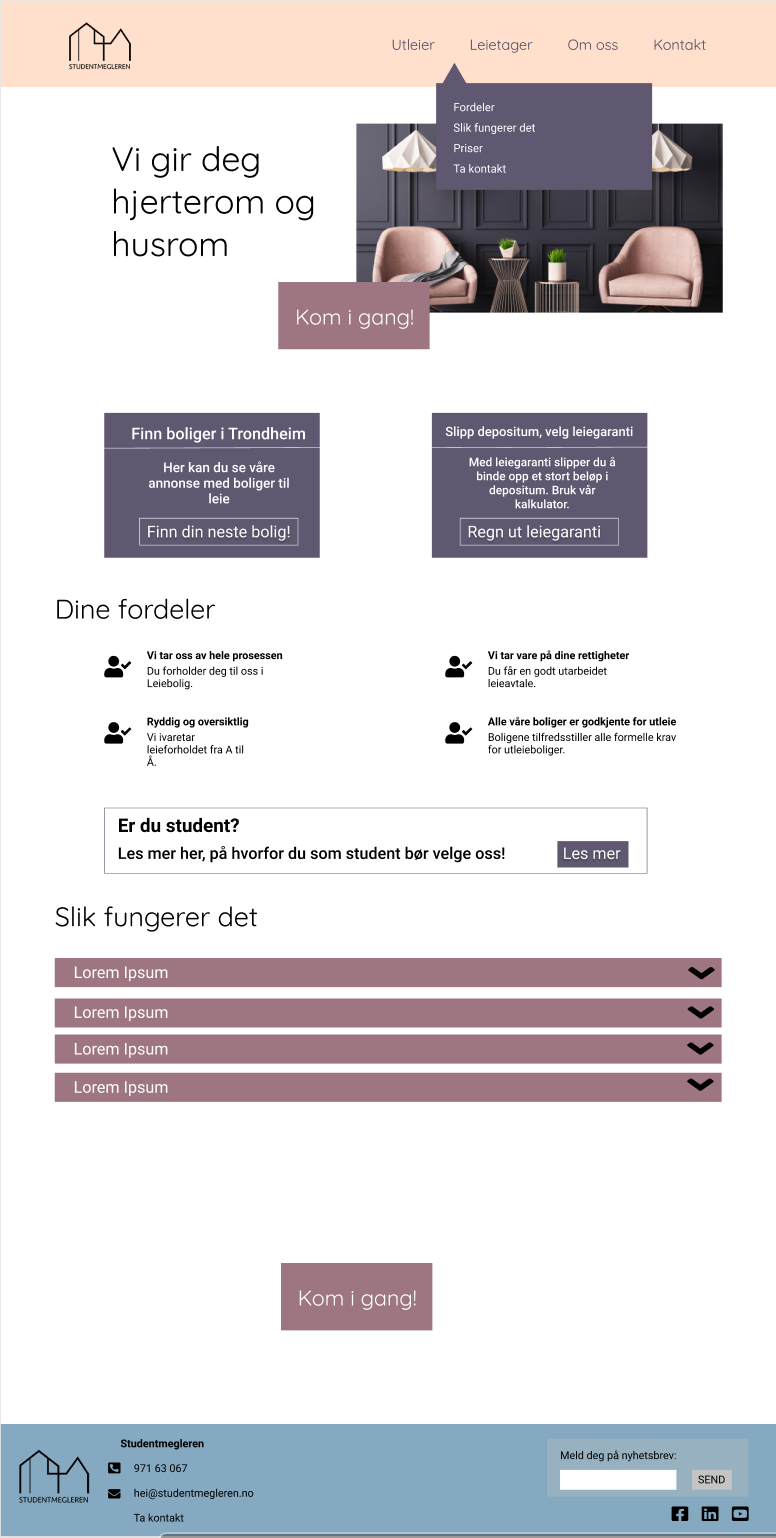 STUDENTMEGLEREN
Utleier
Leietager
Om oss
Kontakt
Fordeler
Slik fungerer det
Priser
Ta kontakt
Vi gir deg
hjerterom og
husrom
Kom i gang!
Finn boliger i Trondheim
Her kan du se våre
annonse med boliger til
leie
Finn din neste bolig!
Slipp depositum, velg leiegaranti
Med leiegaranti slipper du å
binde opp et stort beløp i
depositum. Bruk vår
kalkulator.
Regn ut leiegaranti
Dine fordeler
Vi tar oss av hele prosessen
Du forholder deg til oss i
Leiebolig.
Vi tar vare på dine rettigheter
Du får en godt utarbeidet
leieavtale.
Ryddig og oversiktlig
Vi ivaretar
leieforholdet fra A til
Å.
Alle våre boliger er godkjente for utleie
Boligene tilfredsstiller alle formelle krav
for utleieboliger.
Er du student?
Les mer her, på hvorfor du som student bør velge oss!
Les mer
Slik fungerer det
Lorem Ipsum
Lorem Ipsum
Lorem Ipsum
Lorem Ipsum
Kom i gang!
STUDENTMEGLEREN
Studentmegleren
971 63 067
hei@studentmegleren.no
Ta kontakt
Meld deg på nyhetsbrev:
SEND